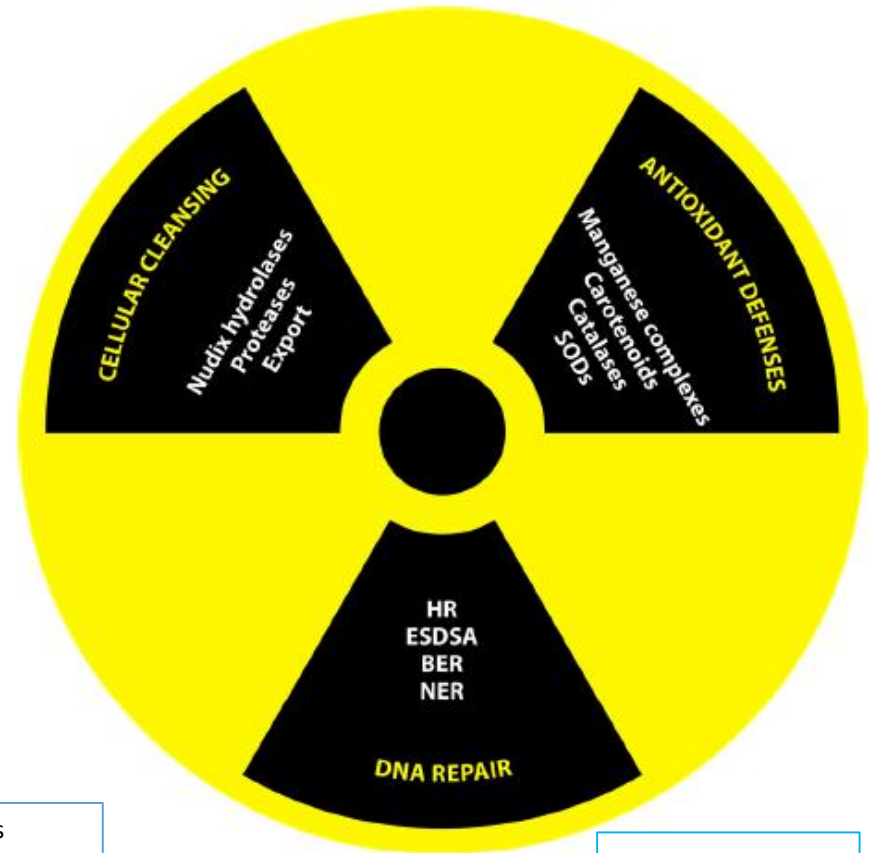 CELLULAR CLEANSING
Nudix hydrolases
Proteases
Export
ANTIOXIDANT DEFENSES
Manganese complexes
Carotenoids
Catalases
SODs
HR
ESDSA
BER
NER
DNA REPAIR
s